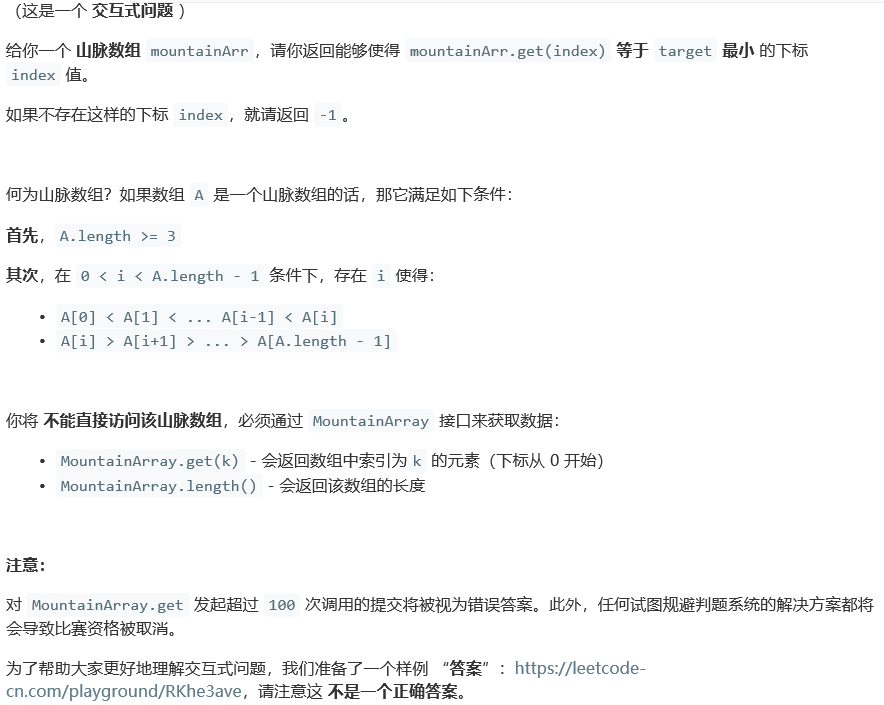 （这是一个 交互式问题 ）
给你一个 山脉数组 mountainArr，请你返回能够使得 mountainArr.get(index) 等于 target 最小 的下标
index 值。
如果不存在这样的下标 index，就请返回 -1。
何为山脉数组？如果数组 A 是一个山脉数组的话，那它满足如下条件：
首先，A.length >= 3
其次，在 0 < i < A.length - 1 条件下，存在 i 使得：
• A[0] < A[1] < ... A[i-1] < A[i]
• A[i] > A[i+1] > ... > A[A.length - 1]
你将 不能直接访问该山脉数组，必须通过 MountainArray 接口来获取数据：
• MountainArray.get(k) - 会返回数组中索引为 k 的元素（下标从 0 开始）
• MountainArray.length() - 会返回该数组的长度
注意：
对 MountainArray.get 发起超过 100 次调用的提交将被视为错误答案。此外，任何试图规避判题系统的解决方案都将
会导致比赛资格被取消。
为了帮助大家更好地理解交互式问题，我们准备了一个样例 “答案”：https://leetcode-
cn.com/playground/RKhe3ave，请注意这 不是一个正确答案。